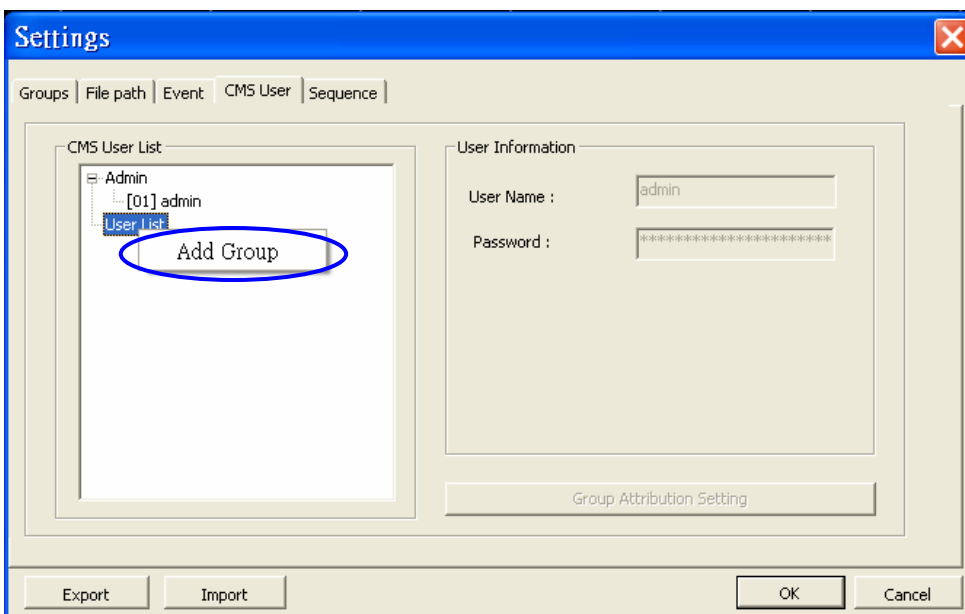 Settings
Groups File path Event CMS User Sequence
CMS User List
Admin
[01] admin
User List
Add Group
User Information
User Name :
admin
Password :
**********************
Group Attribution Setting
Export Import OK Cancel